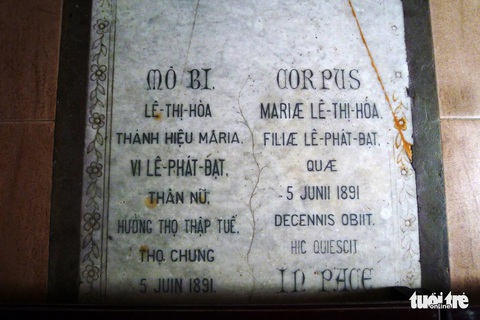 MỘ BI.
LÊ-THỊ-HÒA
THÁNH HIỆU MARIA.
VI LÊ-PHÁT-ĐẠT,
THÂN NỮ,
HƯỞNG THỌ THẬP TUẾ,
THỌ CHUNG
5 JUIN 1891.
CORPUS
MARIÆ LÊ-THỊ-HÒA,
FILIÆ LÊ-PHÁT-ĐẠT,
QUÆ
5 JUNII 1891
DECENNIS OBIIT.
HIC QUIESCIT
IN PACE
tuổi trẻ
online